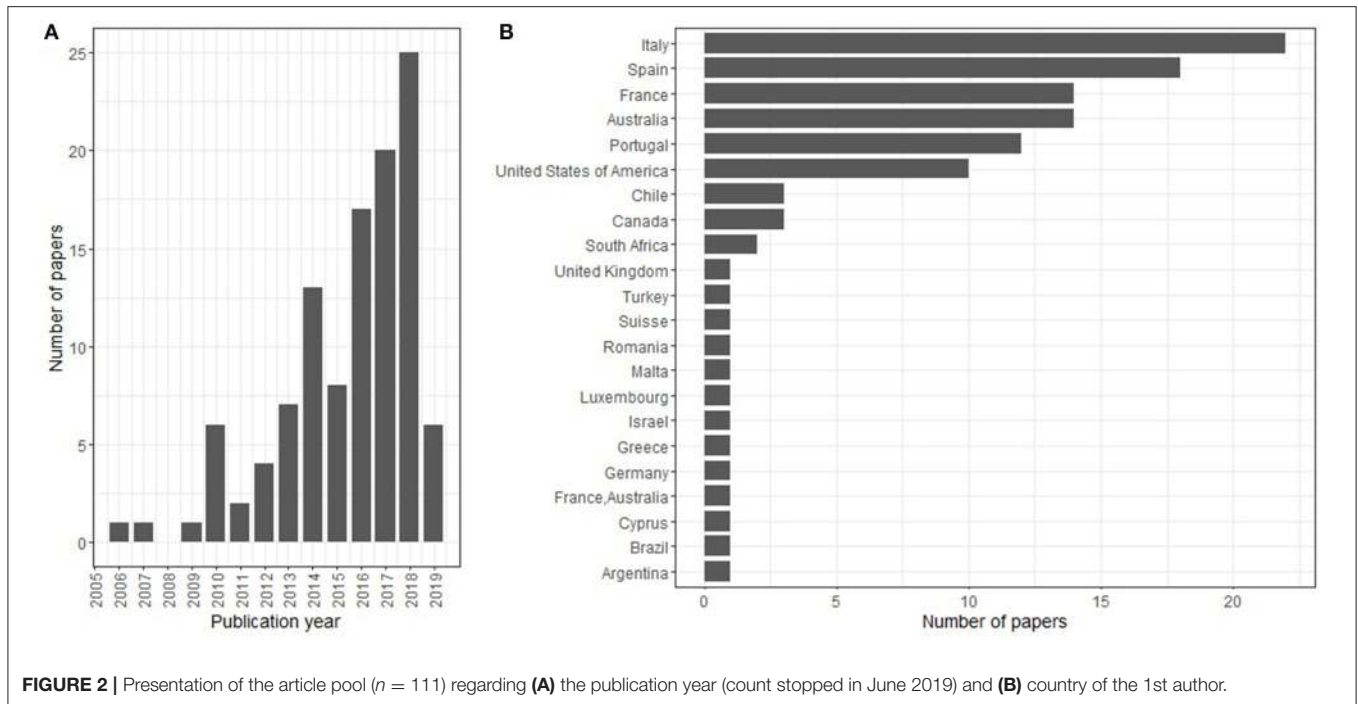 A
25
20
15
10
5
0
Number of papers
2005
2006
2007
2008
2009
2010
2011
2012
2013
2014
2015
2016
2017
2018
2019
Publication year
B
Italy
Spain
France
Australia
Portugal
United States of America
Chile
Canada
South Africa
United Kingdom
Turkey
Suisse
Romania
Malta
Luxembourg
Israel
Greece
Germany
France,Australia
Cyprus
Brazil
Argentina
0
5
10
15
20
Number of papers
FIGURE 2 | Presentation of the article pool (n = 111) regarding (A) the publication year (count stopped in June 2019) and (B) country of the 1st author.